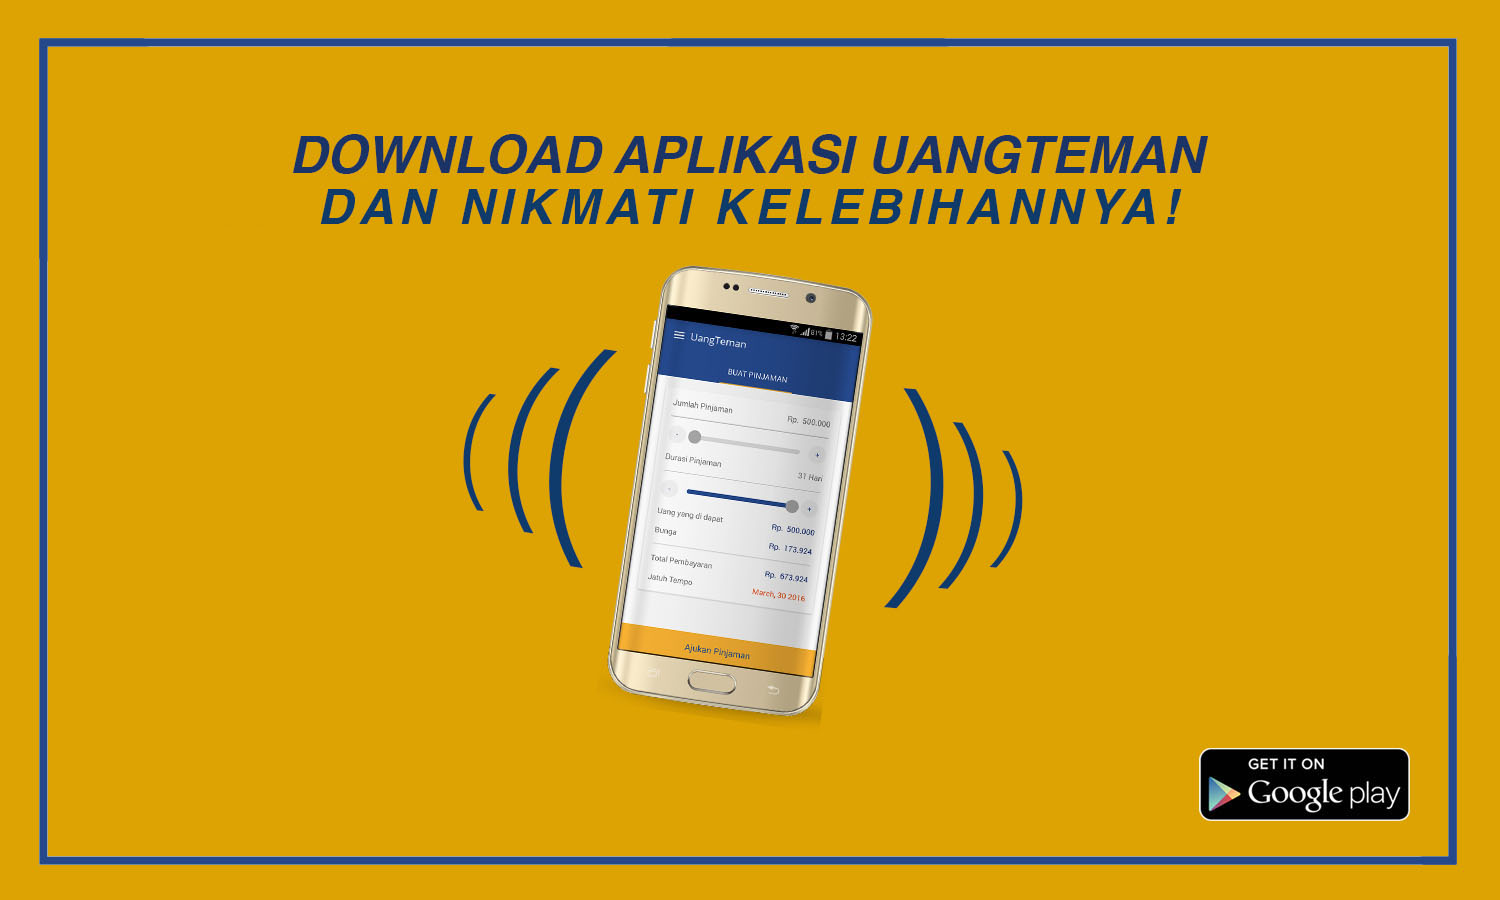 DOWNLOAD APLIKASI UANGTEMAN
DAN NIKMATI KELEBIHANNYA!
81% 13:22
UangTeman
BUAT PINJAMAN
Jumlah Pinjaman Rp. 500.000
- +
Durasi Pinjaman 31 Hari
- +
Uang yang di dapat Rp. 500.000
Bunga Rp. 173.924
Total Pembayaran Rp. 673.924
Jatuh Tempo March, 30 2016
Ajukan Pinjaman
GET IT ON
Google play